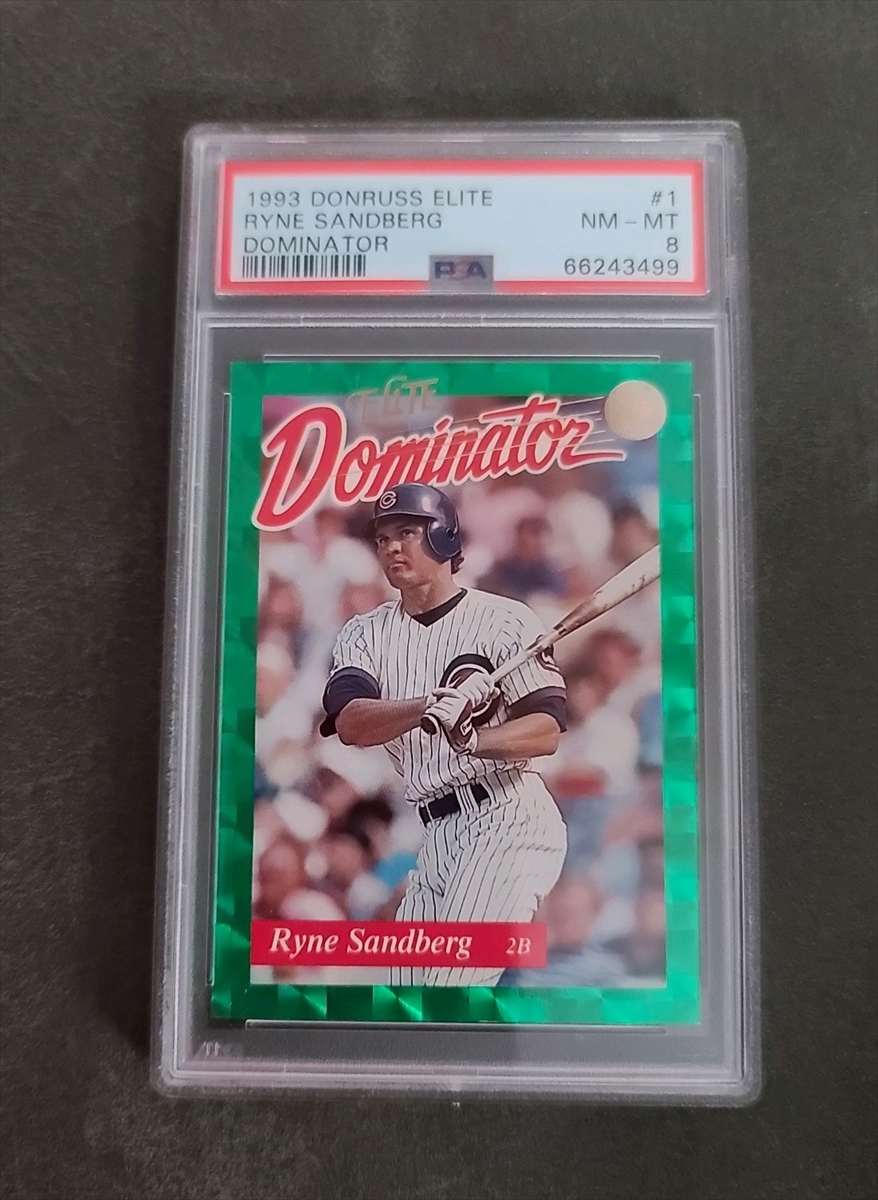 1993 DONRUSS ELITE #1
RYNE SANDBERG NM - MT
DOMINATOR 8
PSA 66243499
ELITE
Dominator
C
Ryne Sandberg 2B